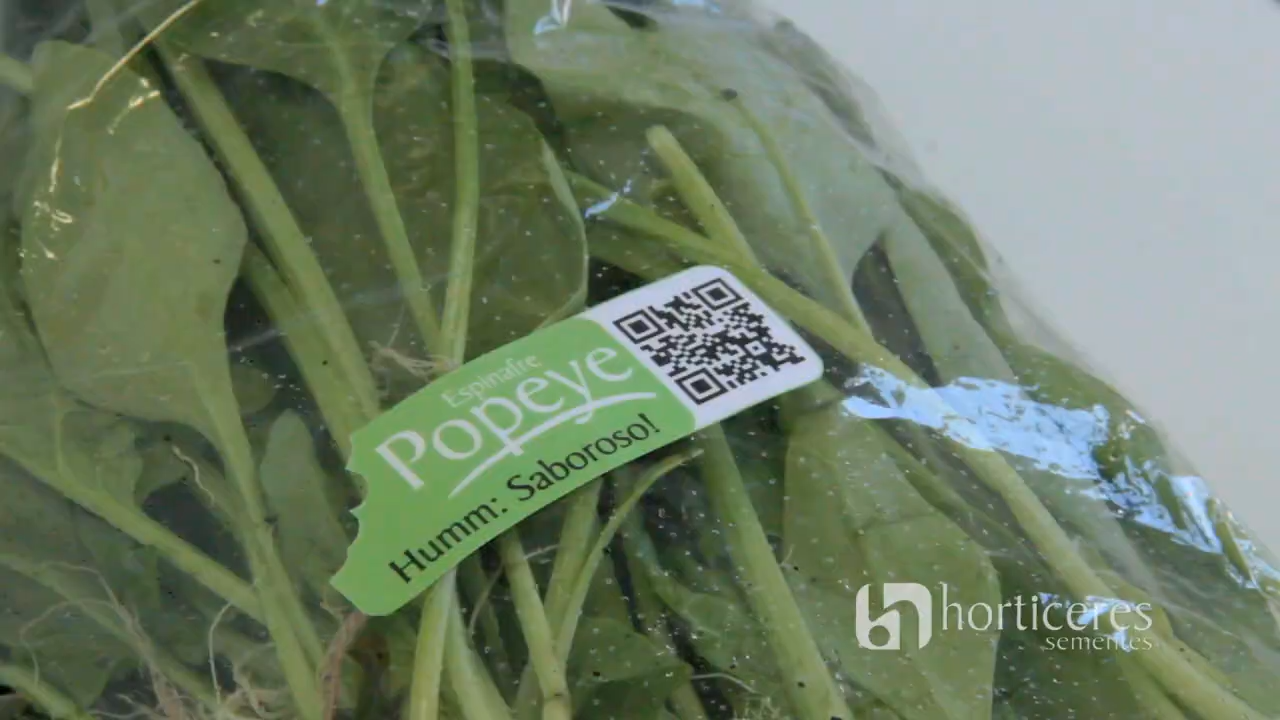 Espinafre
Popeye
Humm: Saboroso!
horticeres
sementes